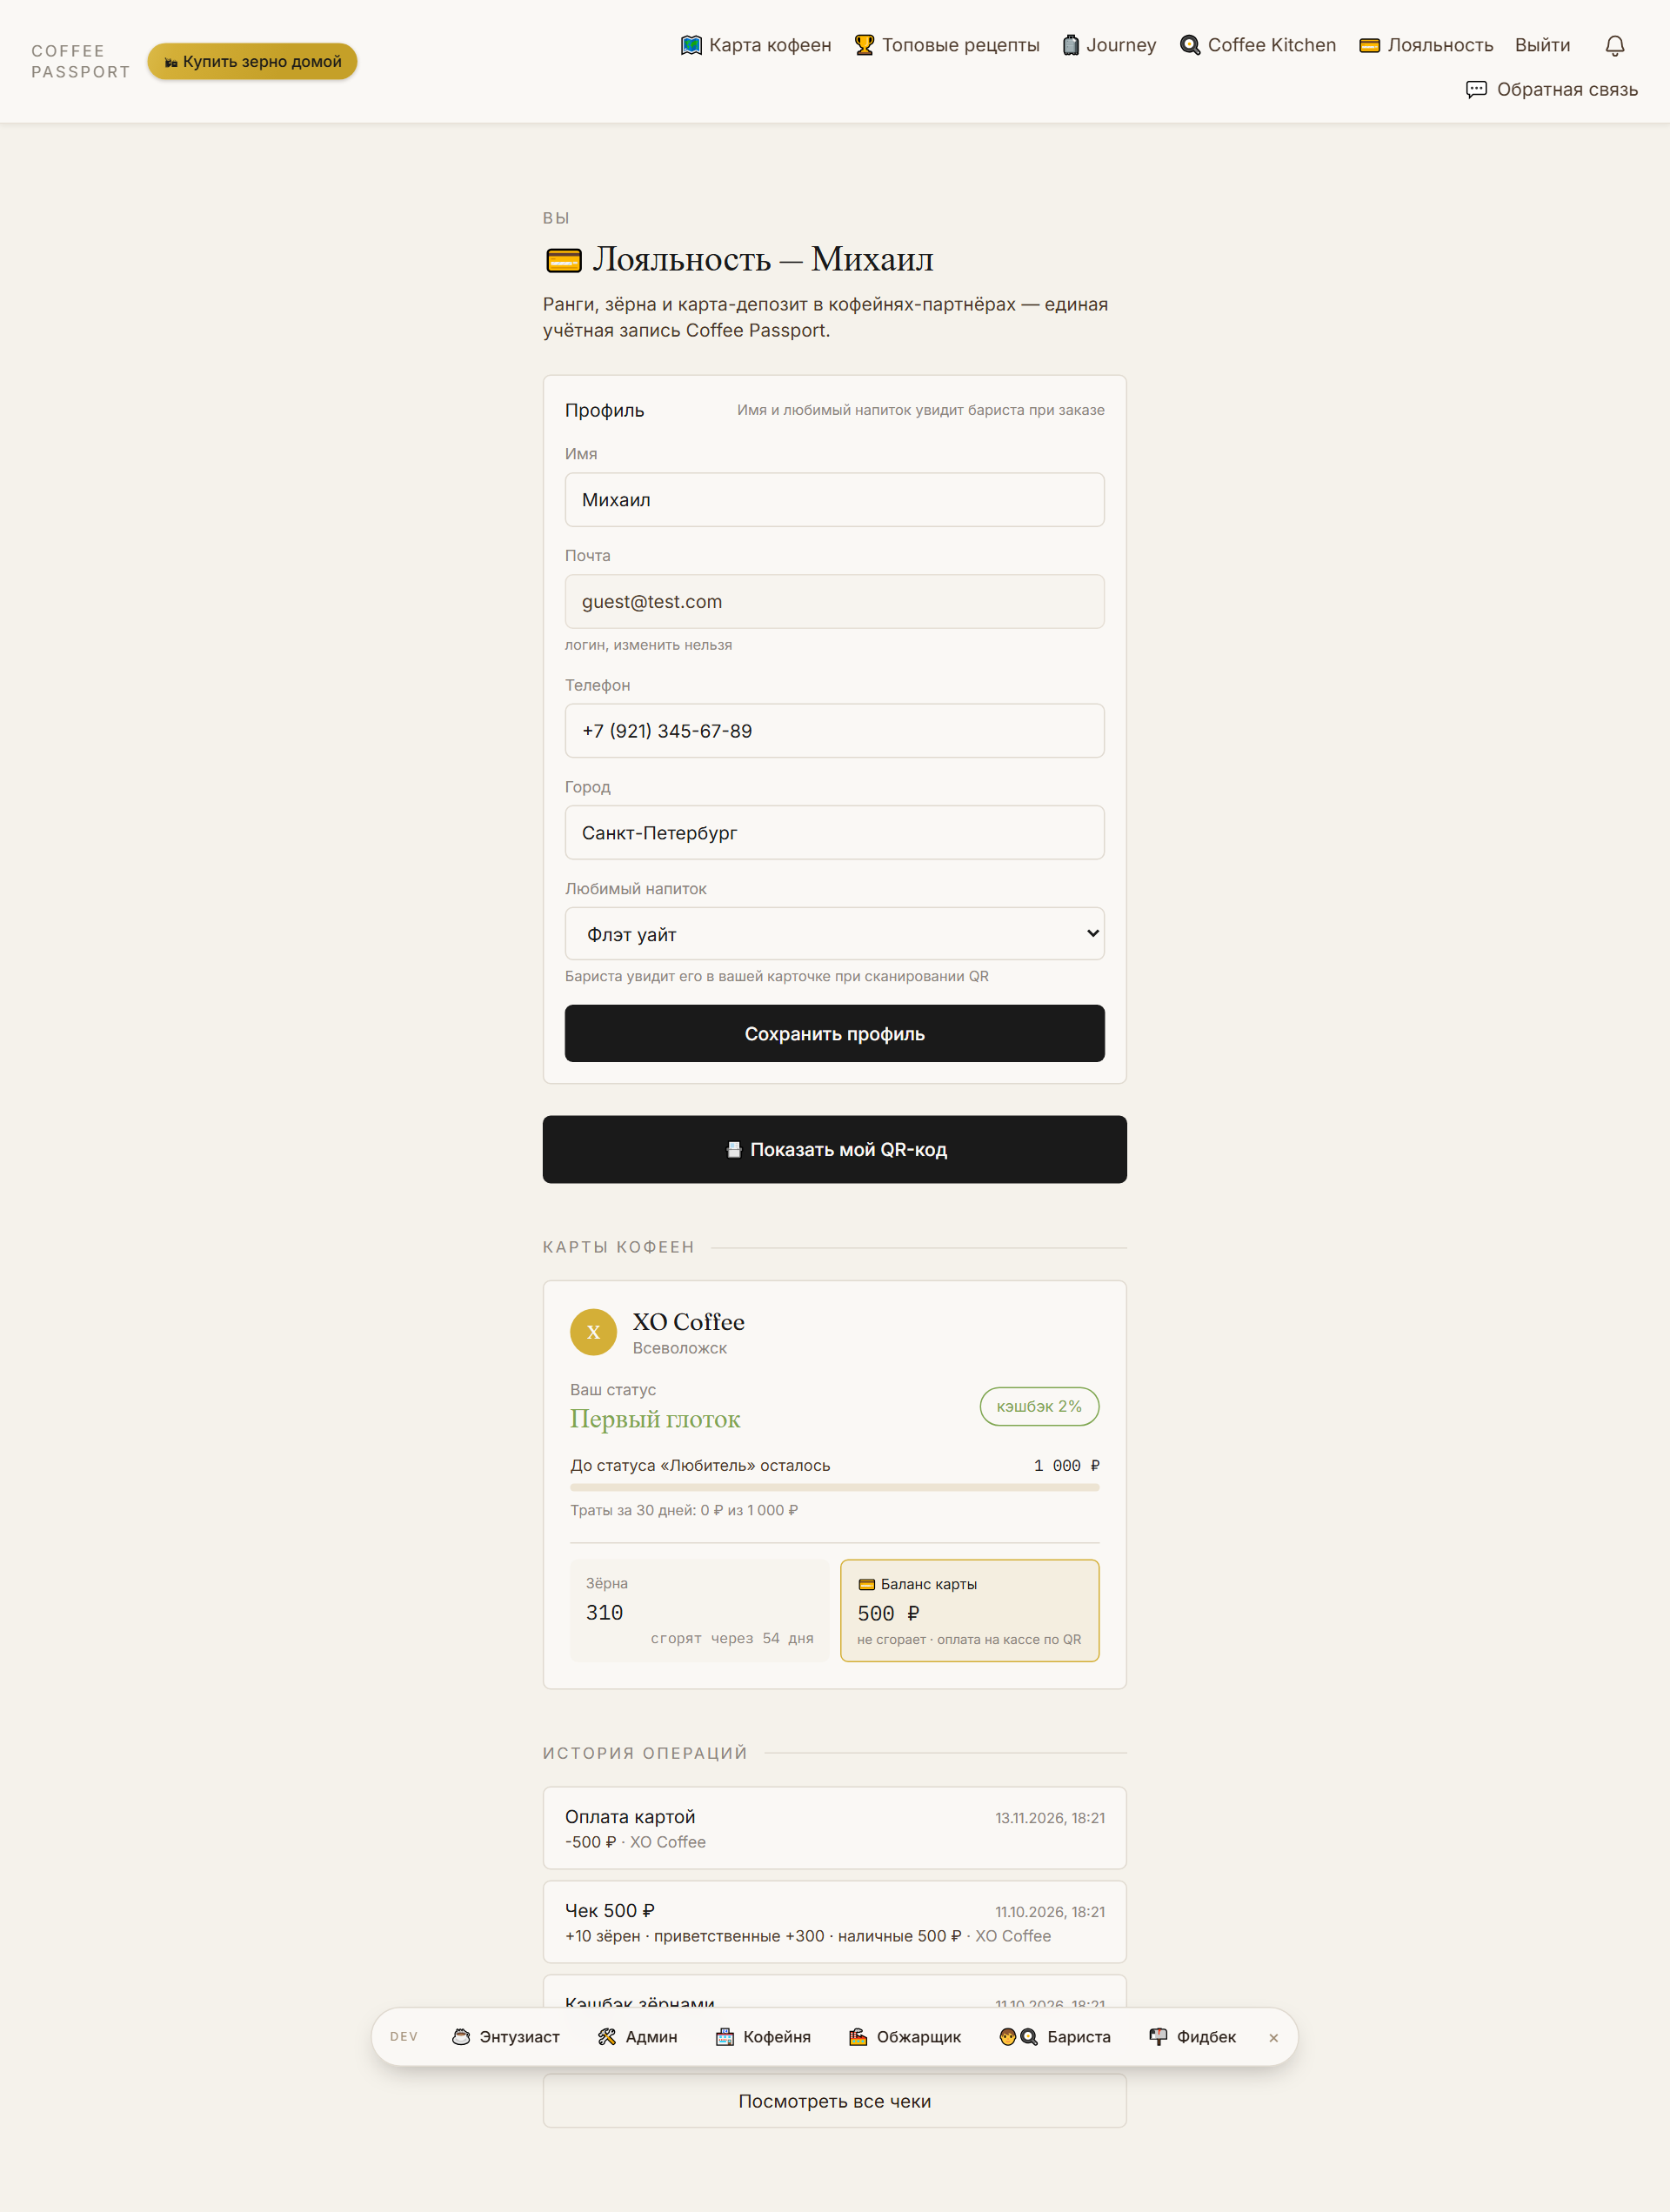 COFFEE
PASSPORT
Купить зерно домой
Карта кофеен
Топовые рецепты
Journey
Coffee Kitchen
Лояльность
Выйти
Обратная связь
ВЫ
Лояльность — Михаил
Ранги, зёрна и карта-депозит в кофейнях-партнёрах — единая
учётная запись Coffee Passport.
Профиль
Имя и любимый напиток увидит бариста при заказе
Имя
Михаил
Почта
guest@test.com
логин, изменить нельзя
Телефон
+7 (921) 345-67-89
Город
Санкт-Петербург
Любимый напиток
Флэт уайт
Бариста увидит его в вашей карточке при сканировании QR
Сохранить профиль
Показать мой QR-код
КАРТЫ КОФЕЕН
X
XO Coffee
Всеволожск
Ваш статус
Первый глоток
кэшбэк 2%
До статуса «Любитель» осталось
1 000 ₽
Траты за 30 дней: 0 ₽ из 1 000 ₽
Зёрна
310
сгорят через 54 дня
Баланс карты
500 ₽
не сгорает · оплата на кассе по QR
ИСТОРИЯ ОПЕРАЦИЙ
Оплата картой
13.11.2026, 18:21
-500 ₽ · XO Coffee
Чек 500 ₽
11.10.2026, 18:21
+10 зёрен · приветственные +300 · наличные 500 ₽ · XO Coffee
Кэшбэк зёрнами
11.10.2026, 18:21
DEV
Энтузиаст
Админ
Кофейня
Обжарщик
Бариста
Фидбек
×
Посмотреть все чеки